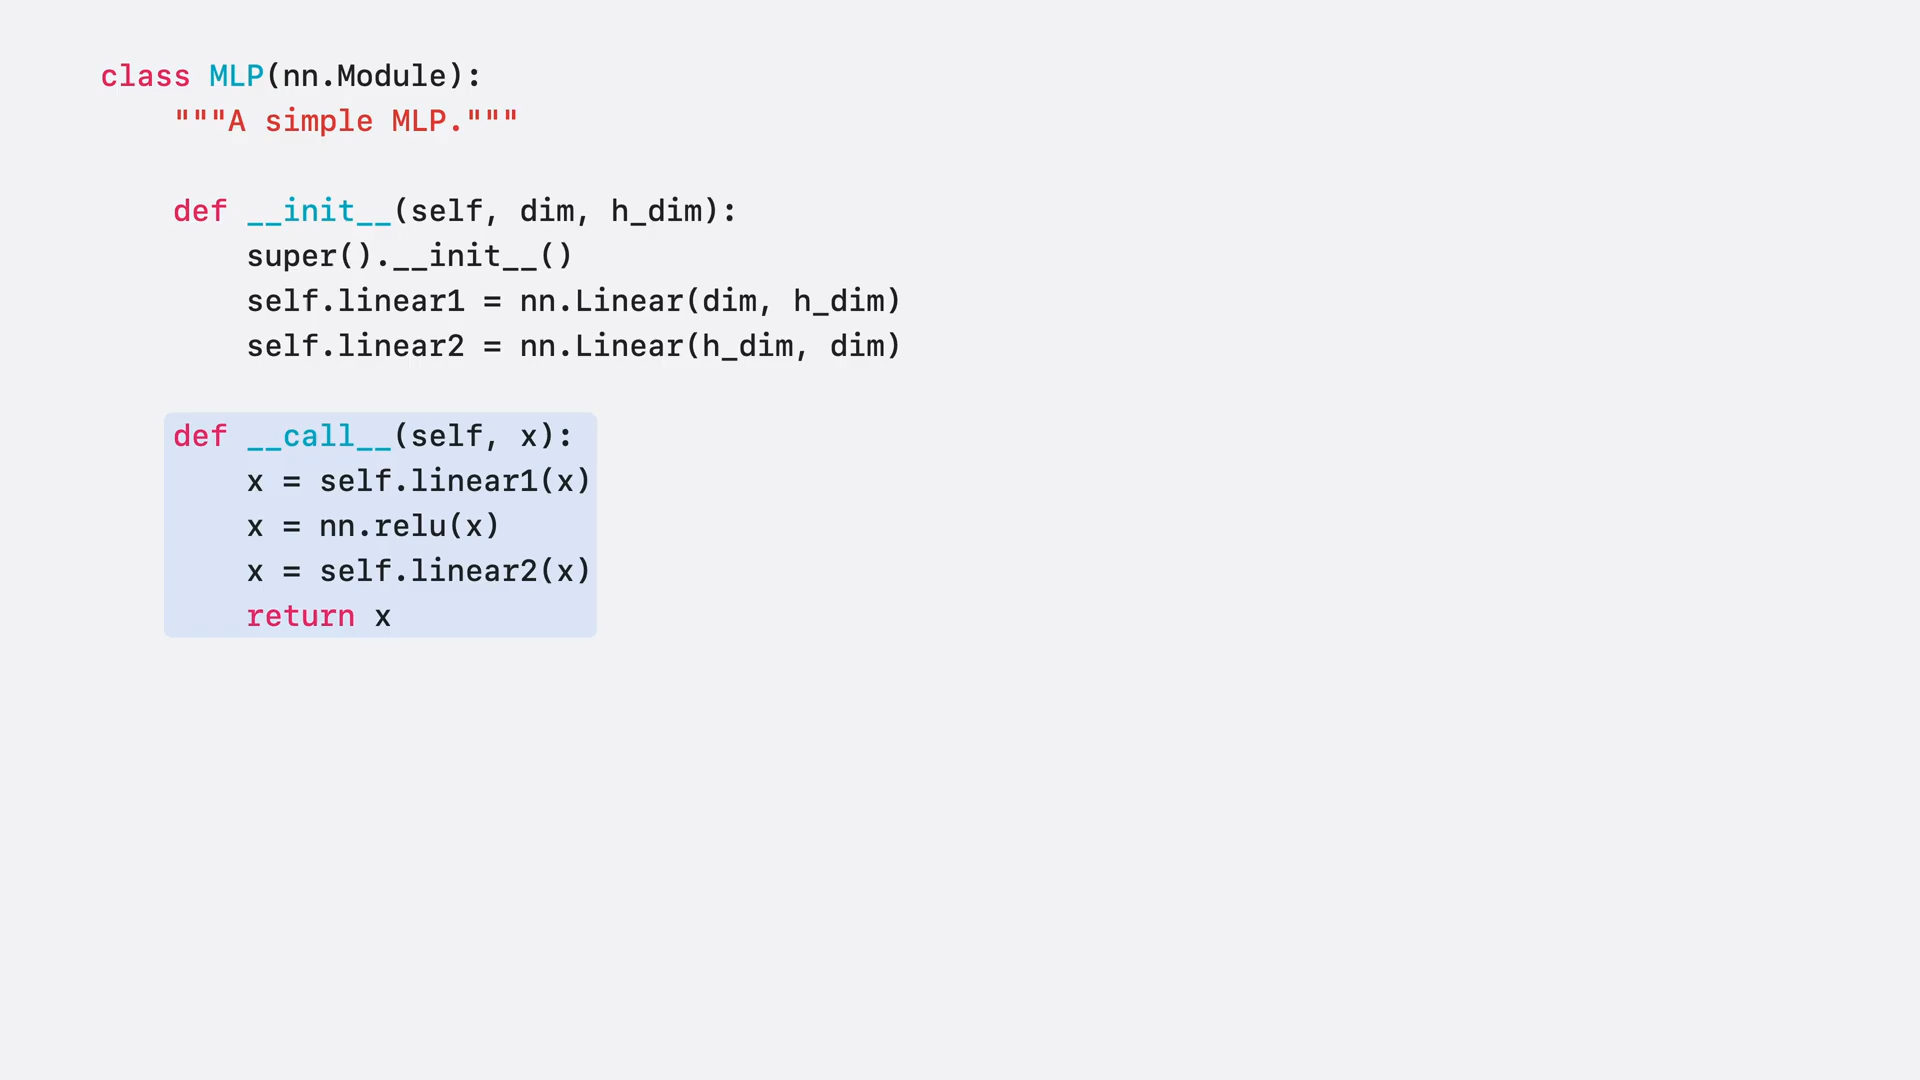 class MLP(nn.Module):
    """A simple MLP."""

    def __init__(self, dim, h_dim):
        super().__init__()
        self.linear1 = nn.Linear(dim, h_dim)
        self.linear2 = nn.Linear(h_dim, dim)

    def __call__(self, x):
        x = self.linear1(x)
        x = nn.relu(x)
        x = self.linear2(x)
        return x